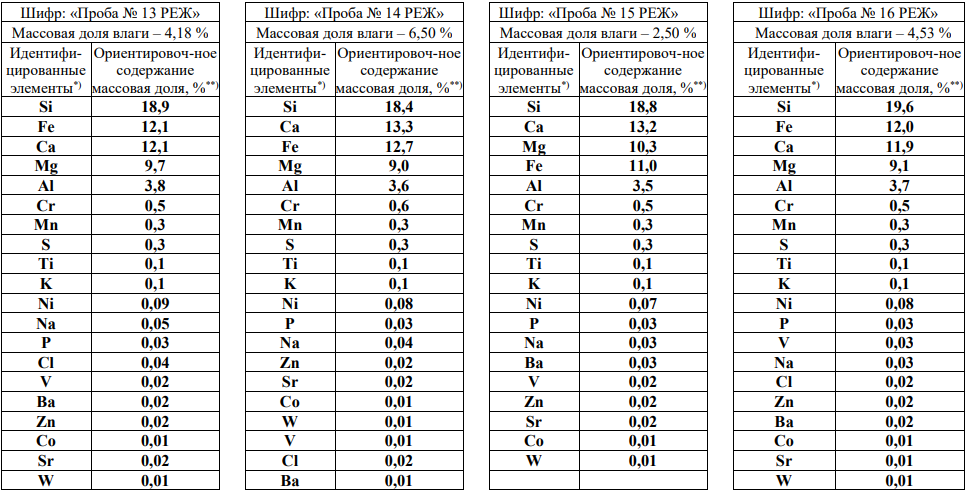 Шифр: «Проба № 13 РЕЖ»
Массовая доля влаги – 4,18 %
Идентифи-
цированные
элементы*)
Ориентировоч-ное
содержание
массовая доля, %**)
Si 18,9
Fe 12,1
Ca 12,1
Mg 9,7
Al 3,8
Cr 0,5
Mn 0,3
S 0,3
Ti 0,1
K 0,1
Ni 0,09
Na 0,05
P 0,03
Cl 0,04
V 0,02
Ba 0,02
Zn 0,02
Co 0,01
Sr 0,02
W 0,01
Шифр: «Проба № 14 РЕЖ»
Массовая доля влаги – 6,50 %
Идентифи-
цированные
элементы*)
Ориентировоч-ное
содержание
массовая доля, %**)
Si 18,4
Ca 13,3
Fe 12,7
Mg 9,0
Al 3,6
Cr 0,6
Mn 0,3
S 0,3
Ti 0,1
K 0,1
Ni 0,08
P 0,03
Na 0,04
Zn 0,02
Sr 0,02
Co 0,01
W 0,01
V 0,01
Cl 0,02
Ba 0,01
Шифр: «Проба № 15 РЕЖ»
Массовая доля влаги – 2,50 %
Идентифи-
цированные
элементы*)
Ориентировоч-ное
содержание
массовая доля, %**)
Si 18,8
Ca 13,2
Mg 10,3
Fe 11,0
Al 3,5
Cr 0,5
Mn 0,3
S 0,3
Ti 0,1
K 0,1
Ni 0,07
P 0,03
Na 0,03
Ba 0,03
V 0,02
Zn 0,02
Sr 0,02
Co 0,01
W 0,01
Шифр: «Проба № 16 РЕЖ»
Массовая доля влаги – 4,53 %
Идентифи-
цированные
элементы*)
Ориентировоч-ное
содержание
массовая доля, %**)
Si 19,6
Fe 12,0
Ca 11,9
Mg 9,1
Al 3,7
Cr 0,5
Mn 0,3
S 0,3
Ti 0,1
K 0,1
Ni 0,08
P 0,03
V 0,03
Na 0,03
Cl 0,02
Zn 0,02
Ba 0,02
Co 0,01
Sr 0,01
W 0,01